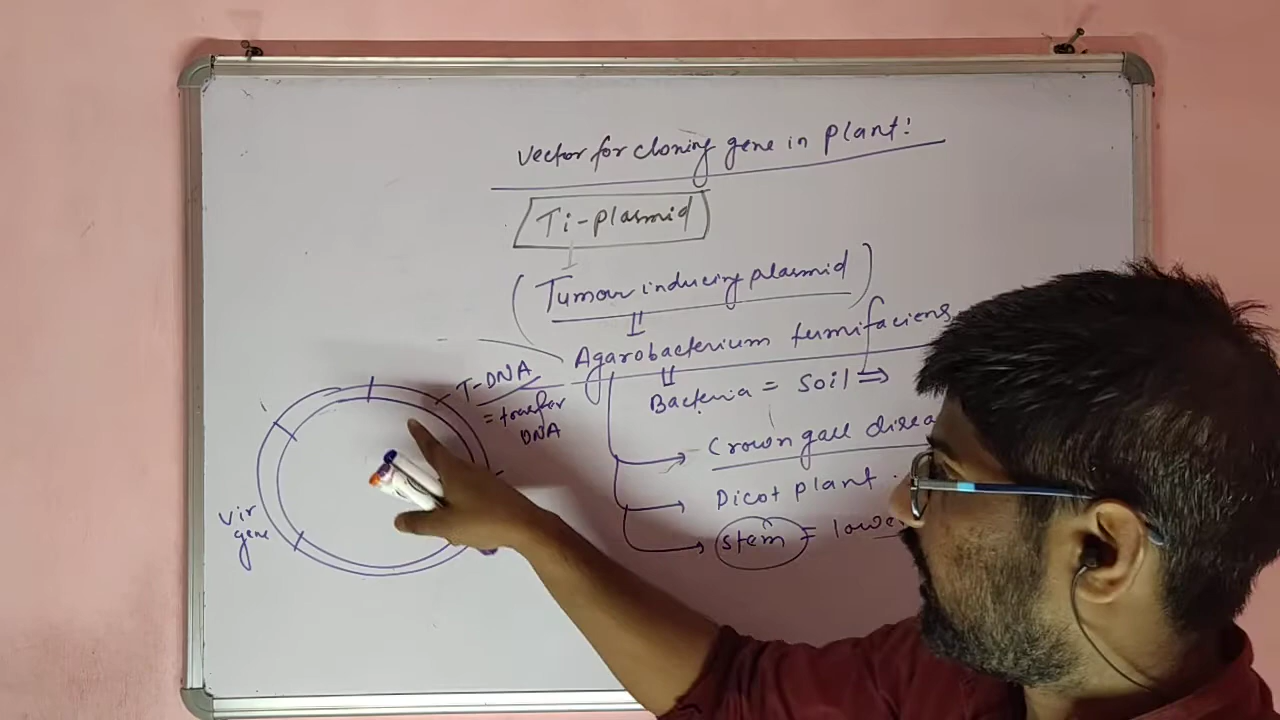 Vector for cloning gene in plant:
Ti-plasmid
(Tumour inducing plasmid)
Agarobacterium tumifaciens
Bacteria = Soil ⇒
Crown gall disea
Dicot plant
Stem = lowe
T-DNA
= transfer
DNA
vir
gene